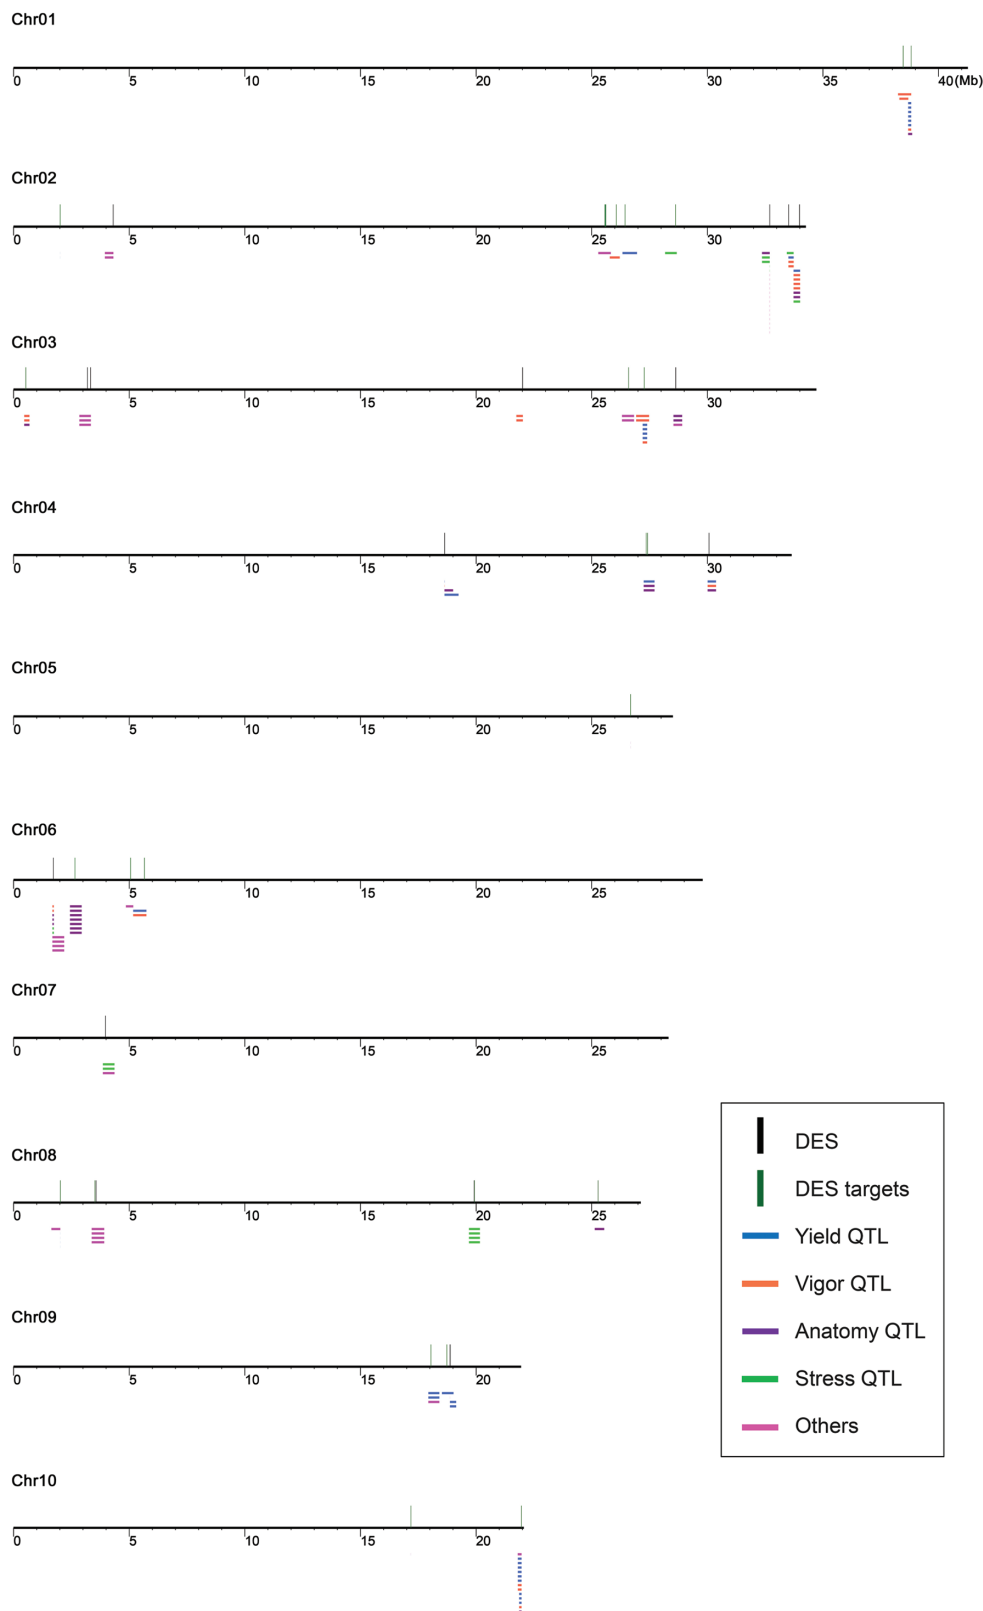 Chr01
0 5 10 15 20 25 30 35 40(Mb)
Chr02
0 5 10 15 20 25 30
Chr03
0 5 10 15 20 25 30
Chr04
0 5 10 15 20 25 30
Chr05
0 5 10 15 20 25
Chr06
0 5 10 15 20 25
Chr07
0 5 10 15 20 25
Chr08
0 5 10 15 20 25
Chr09
0 5 10 15 20
Chr10
0 5 10 15 20
DES
DES targets
Yield QTL
Vigor QTL
Anatomy QTL
Stress QTL
Others